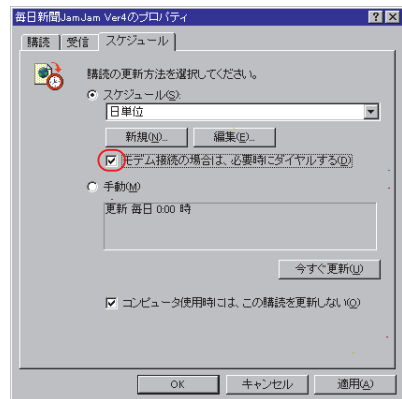 毎日新聞JamJam Ver4のプロパティ
購読 受信 スケジュール
購読の更新方法を選択してください。
スケジュール(S):
日単位
新規(N)... 編集(E)...
モデム接続の場合は、必要時にダイヤルする(D)
手動(M)
更新 毎日 0:00 時
今すぐ更新(U)
コンピュータ使用時には、この購読を更新しない(O)
OK キャンセル 適用(A)